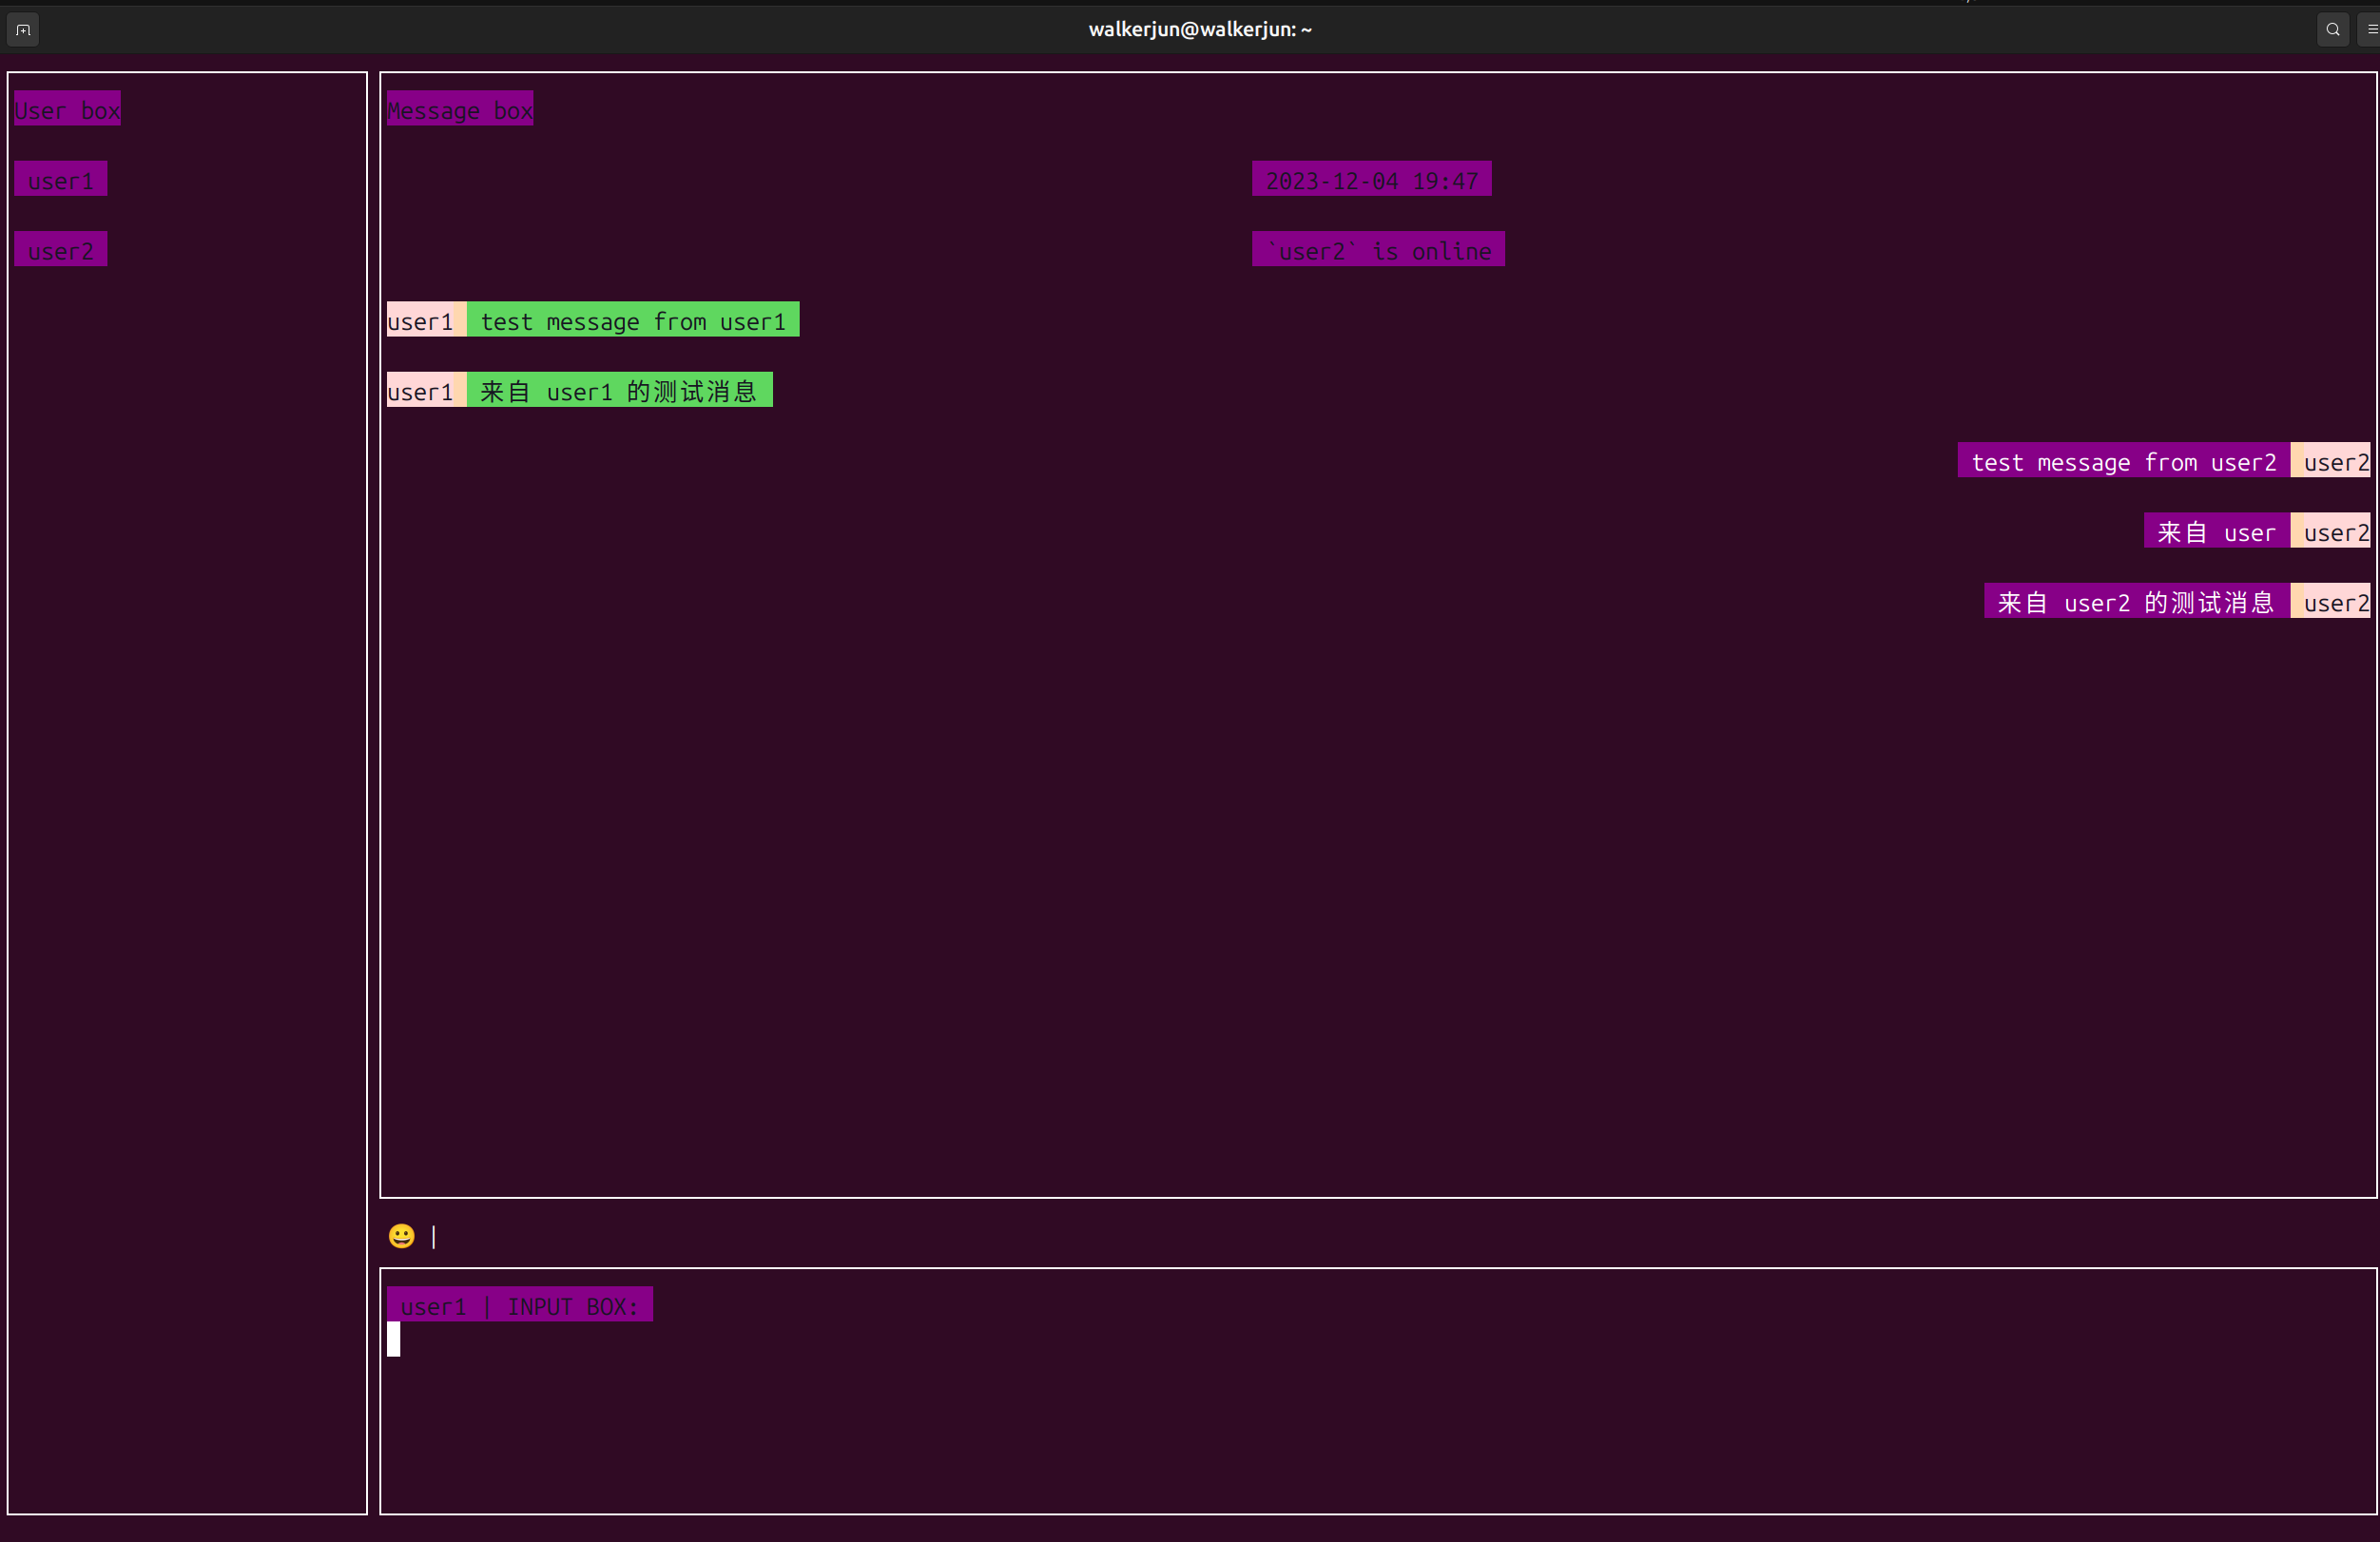 walkerjun@walkerjun: ~
User box
user1
user2
Message box
2023-12-04 19:47
`user2` is online
user1 test message from user1
user1 来自 user1 的测试消息
test message from user2 user2
来自 user user2
来自 user2 的测试消息 user2
😀 |
user1 | INPUT BOX: